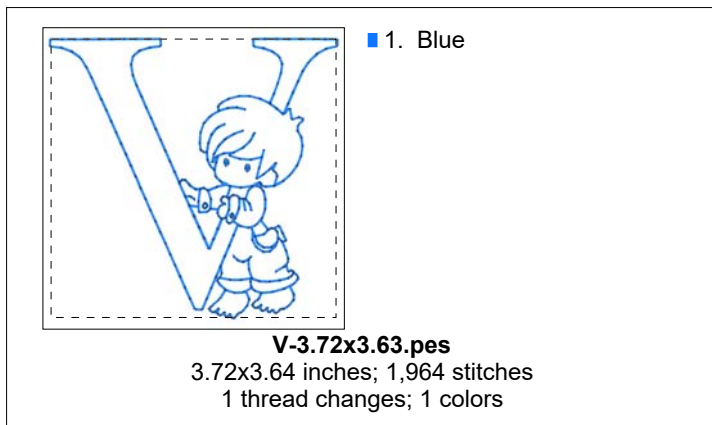 1. Blue
V-3.72x3.63.pes
3.72x3.64 inches; 1,964 stitches
1 thread changes; 1 colors